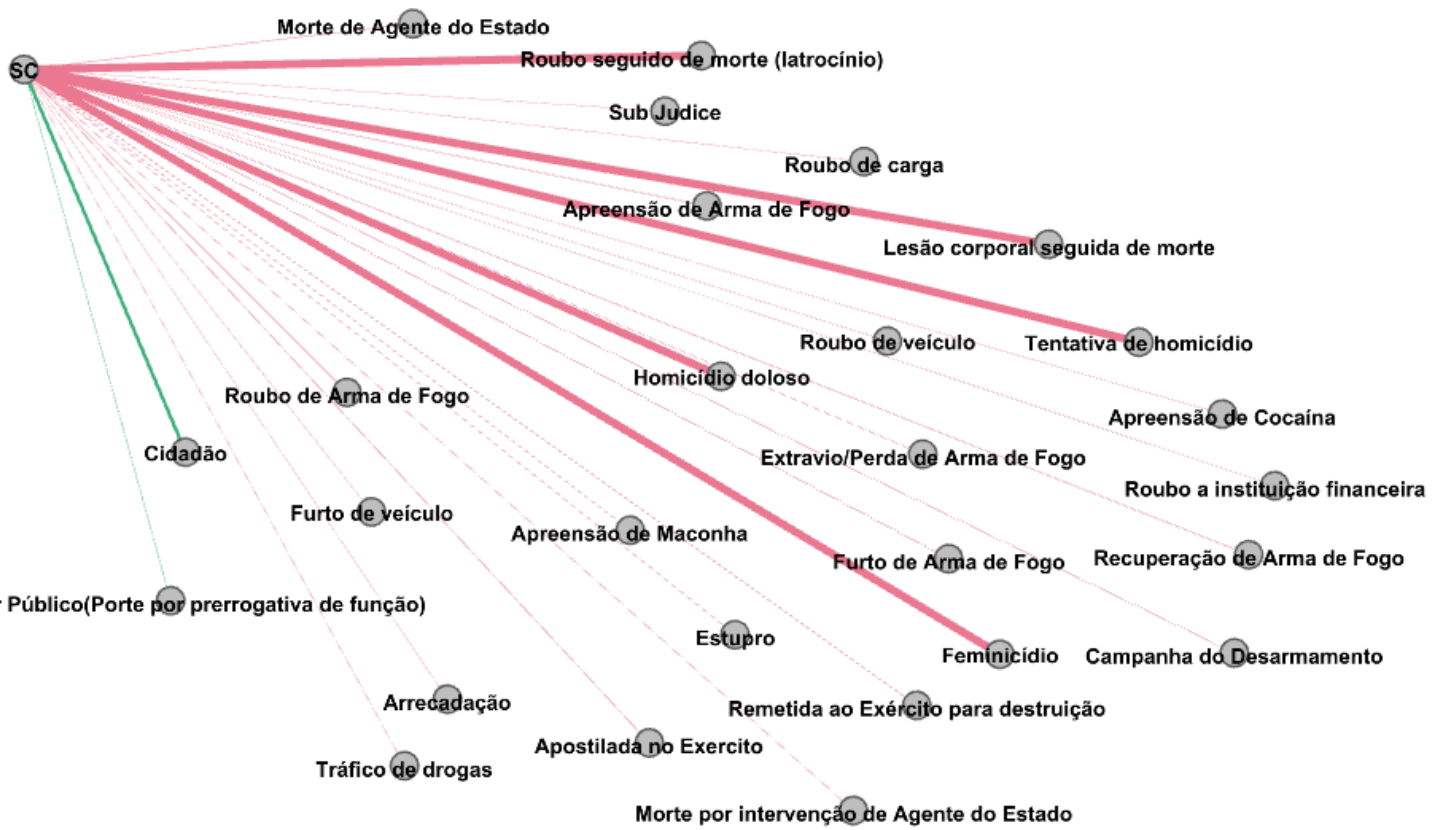 Morte de Agente do Estado
Roubo seguido de morte (latrocínio)
SC
Sub Judice
Roubo de carga
Apreensão de Arma de Fogo
Lesão corporal seguida de morte
Roubo de veículo
Tentativa de homicídio
Homicídio doloso
Roubo de Arma de Fogo
Apreensão de Cocaína
Cidadão
Extravio/Perda de Arma de Fogo
Roubo a instituição financeira
Furto de veículo
Apreensão de Maconha
Furto de Arma de Fogo
Recuperação de Arma de Fogo
Público(Porte por prerrogativa de função)
Estupro
Feminicídio
Campanha do Desarmamento
Arrecadação
Remetida ao Exército para destruição
Apostilada no Exercito
Tráfico de drogas
Morte por intervenção de Agente do Estado